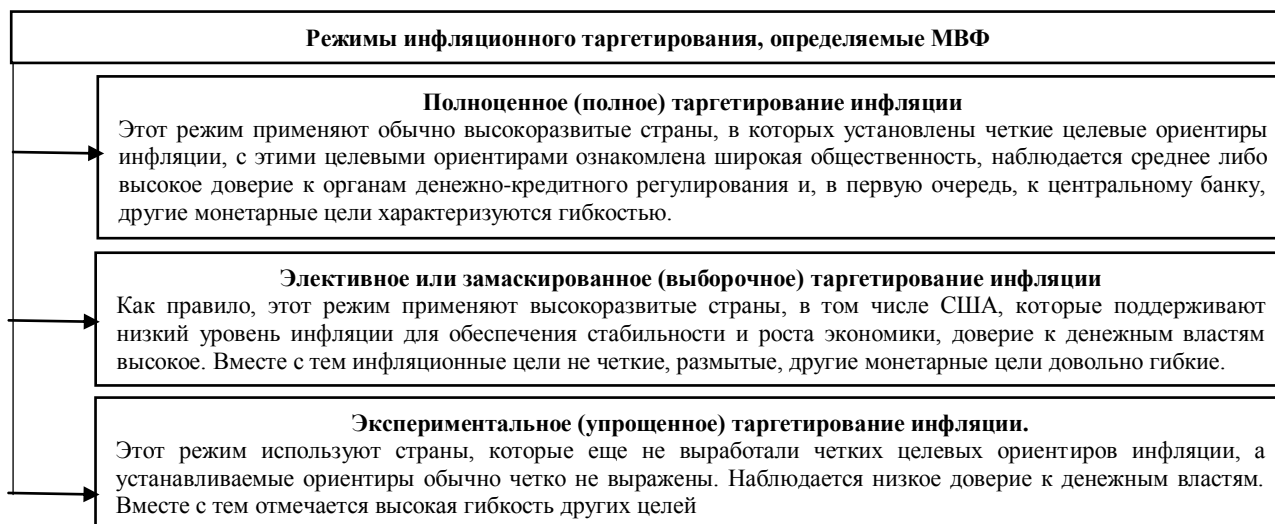 Режимы инфляционного таргетирования, определяемые МВФ
Полноценное (полное) таргетирование инфляции
Этот режим применяют обычно высокоразвитые страны, в которых установлены четкие целевые ориентиры
инфляции, с этими целевыми ориентирами ознакомлена широкая общественность, наблюдается среднее либо
высокое доверие к органам денежно-кредитного регулирования и, в первую очередь, к центральному банку,
другие монетарные цели характеризуются гибкостью.
Элективное или замаскированное (выборочное) таргетирование инфляции
Как правило, этот режим применяют высокоразвитые страны, в том числе США, которые поддерживают
низкий уровень инфляции для обеспечения стабильности и роста экономики, доверие к денежным властям
высокое. Вместе с тем инфляционные цели не четкие, размытые, другие монетарные цели довольно гибкие.
Экспериментальное (упрощенное) таргетирование инфляции.
Этот режим используют страны, которые еще не выработали четких целевых ориентиров инфляции, а
устанавливаемые ориентиры обычно четко не выражены. Наблюдается низкое доверие к денежным властям.
Вместе с тем отмечается высокая гибкость других целей